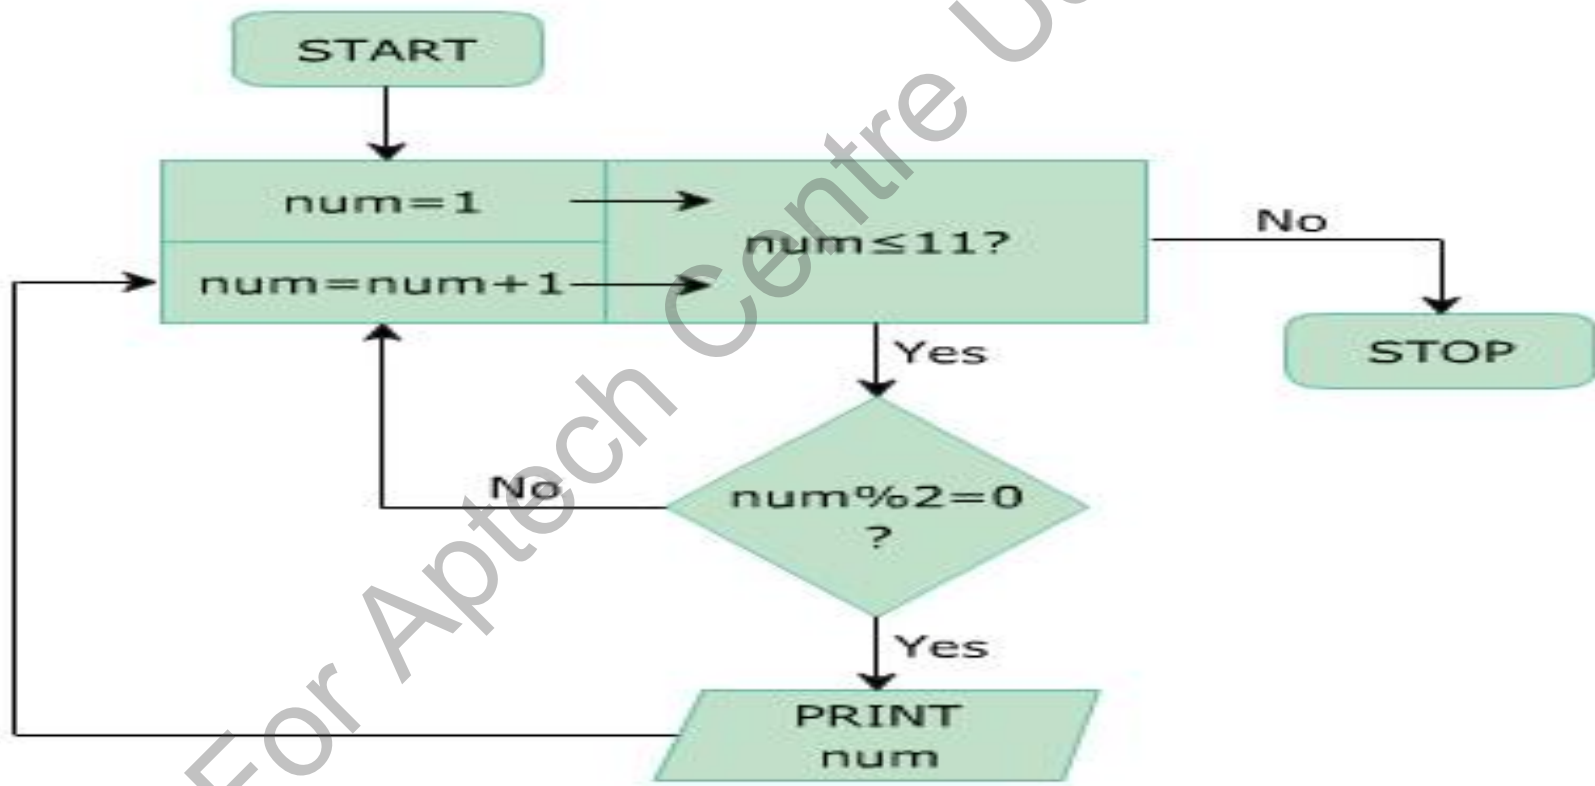 START
num=1
num≤11?
num=num+1
No
STOP
Yes
num%2=0
?
No
Yes
PRINT
num
For Aptech Centre